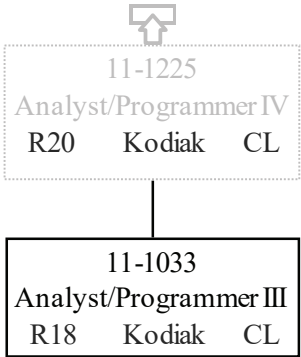 11-1225
Analyst/Programmer IV
R20 Kodiak CL
11-1033
Analyst/Programmer III
R18 Kodiak CL